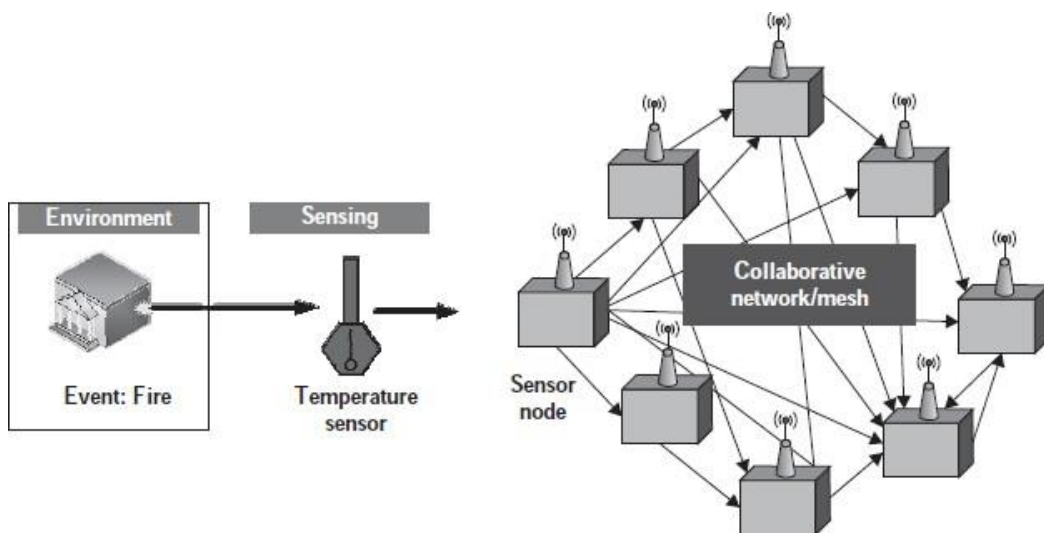 Environment
Sensing
Event: Fire
Temperature
sensor
Collaborative
network/mesh
Sensor
node